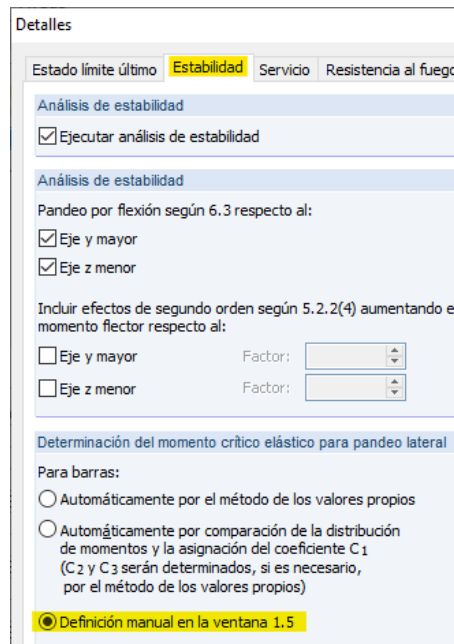 Detalles
Estado límite último Estabilidad Servicio Resistencia al fuego
Análisis de estabilidad
Ejecutar análisis de estabilidad
Análisis de estabilidad
Pandeo por flexión según 6.3 respecto al:
Eje y mayor
Eje z menor
Incluir efectos de segundo orden según 5.2.2(4) aumentando e
momento flector respecto al:
Eje y mayor Factor:
Eje z menor Factor:
Determinación del momento crítico elástico para pandeo lateral
Para barras:
Automáticamente por el método de los valores propios
Automáticamente por comparación de la distribución
de momentos y la asignación del coeficiente C1
(C2 y C3 serán determinados, si es necesario,
por el método de los valores propios)
Definición manual en la ventana 1.5